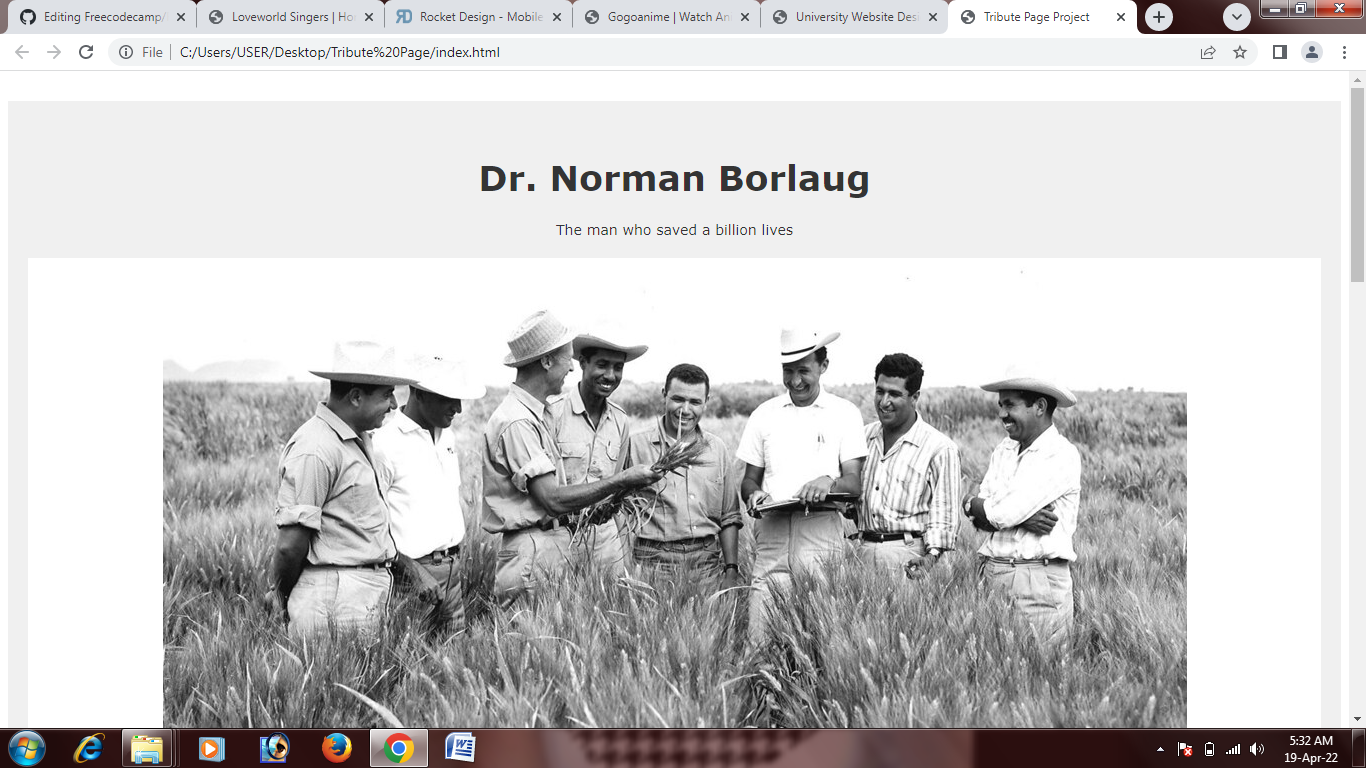 Editing Freecodecamp/
Loveworld Singers | Ho
Rocket Design - Mobile
Gogoanime | Watch An
University Website Des
Tribute Page Project
File
C:/Users/USER/Desktop/Tribute%20Page/index.html
Dr. Norman Borlaug
The man who saved a billion lives
5:32 AM
19-Apr-22